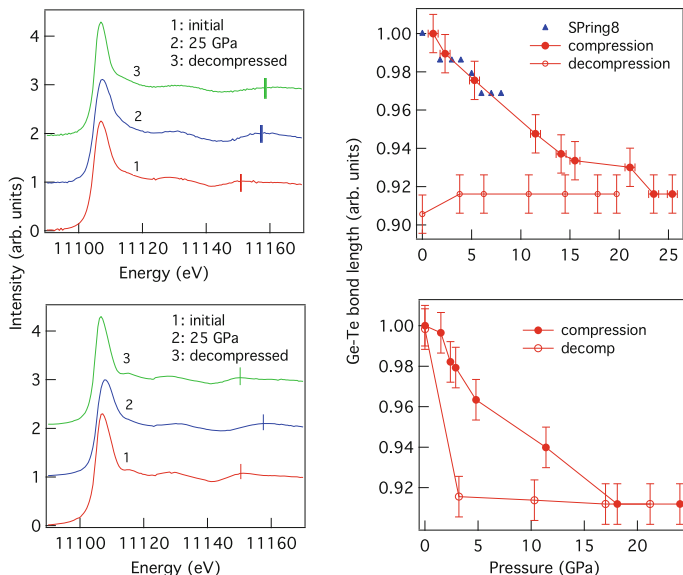 1: initial
2: 25 GPa
3: decompressed
4
3
2
1
0
3
2
1
11100
11120
11140
11160
Energy (eV)
Intensity (arb. units)
1: initial
2: 25 GPa
3: decompressed
4
3
2
1
0
3
2
1
11100
11120
11140
11160
Energy (eV)
SPring8
compression
decompression
1.00
0.98
0.96
0.94
0.92
0.90
0
5
10
15
20
25
Ge-Te bond length (arb. units)
compression
decomp
1.00
0.98
0.96
0.94
0.92
0
5
10
15
20
Pressure (GPa)